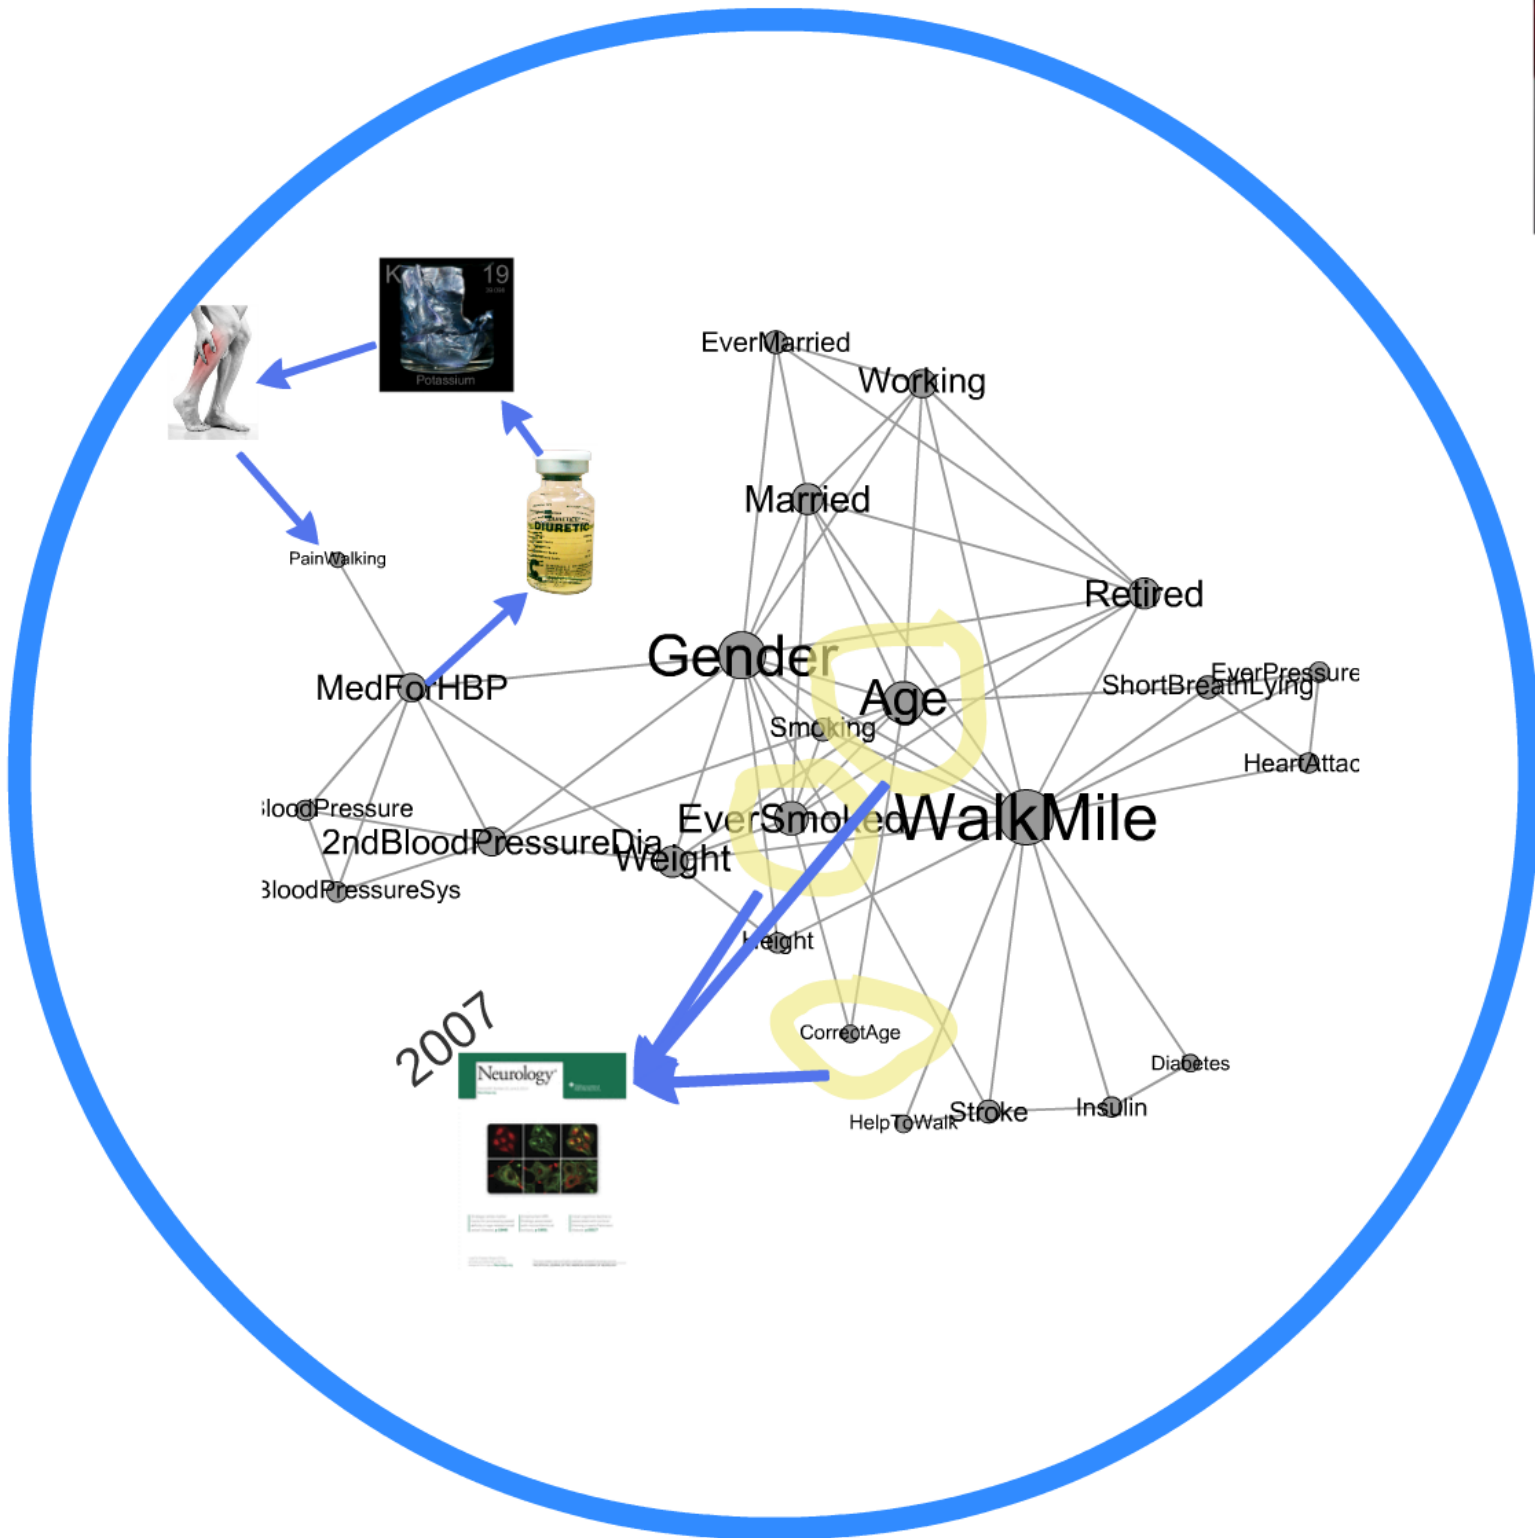 K 19
Potassium
EverMarried
Working
Married
DIURETIC
PainWalking
Retired
Gender
EverPressure
MedForHBP
ShortBreathLying
Age
Smoking
HeartAttac
loodPressure
EverSmoked
WalkMile
2ndBloodPressureDia
Weight
BloodPressureSys
Height
2007
CorrectAge
Neurology
Diabetes
Insulin
Stroke
HelpToWalk